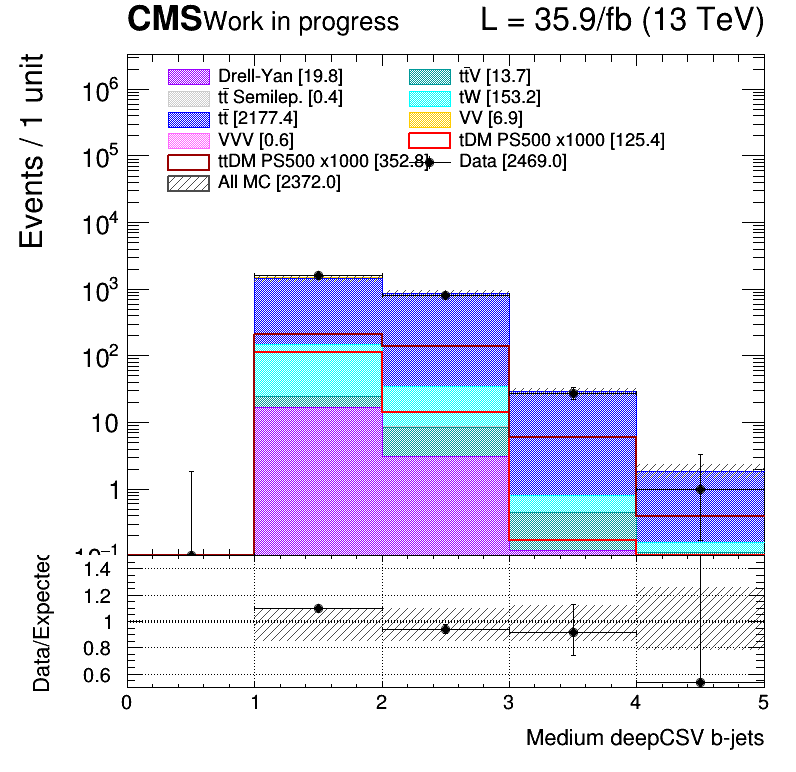 CMS Work in progress L = 35.9/fb (13 TeV)
Events / 1 unit
Drell-Yan [19.8]
tt̄V [13.7]
tt̄ Semilep. [0.4]
tW [153.2]
tt̄ [2177.4]
VV [6.9]
VVV [0.6]
tDM PS500 x1000 [125.4]
ttDM PS500 x1000 [352.8]
Data [2469.0]
All MC [2372.0]
10⁶
10⁵
10⁴
10³
10²
10
1
10⁻¹
Data/Expected
1.4
1.2
1
0.8
0.6
0 1 2 3 4 5
Medium deepCSV b-jets